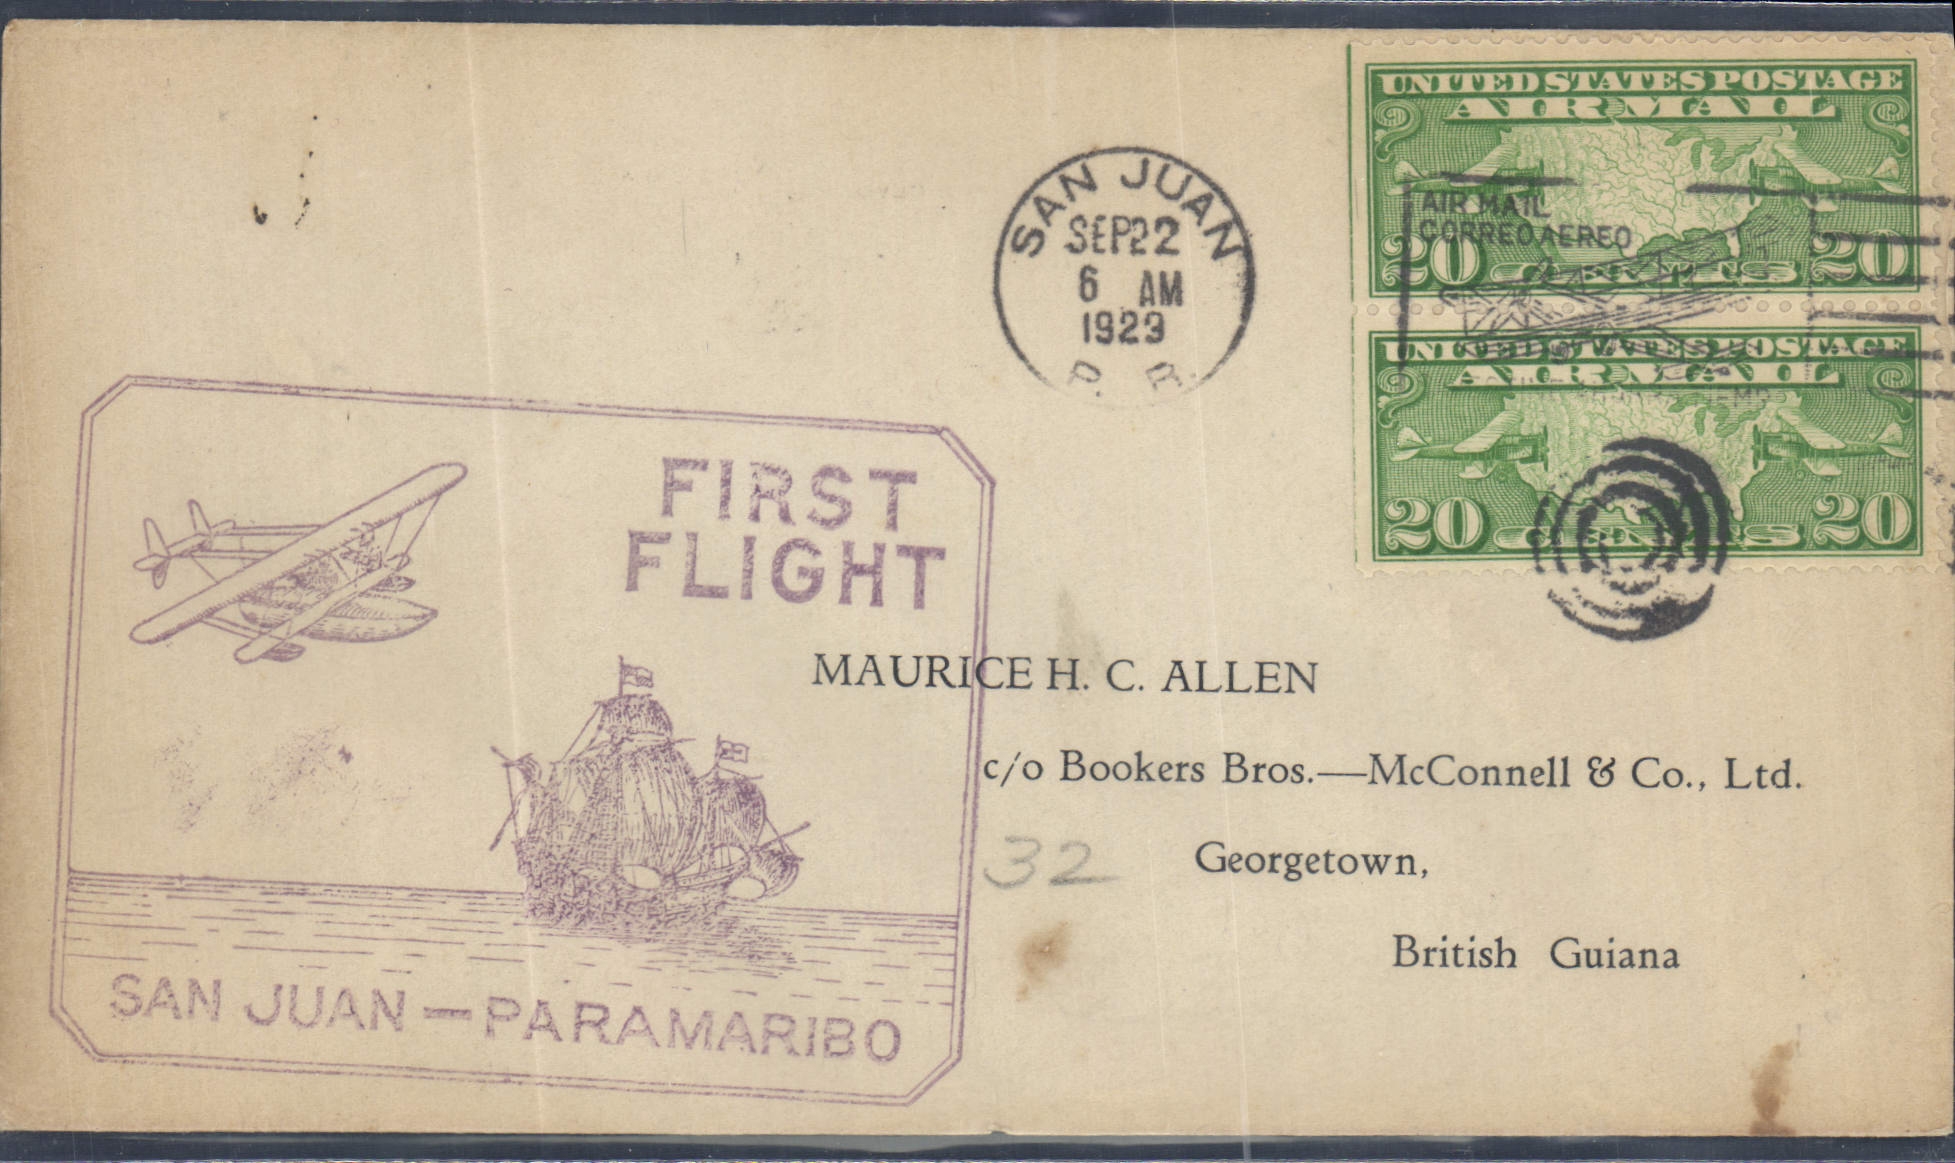 UNITED STATES POSTAGE
AIR MAIL
20 CENTS 20
AIR MAIL
CORREO AEREO
UNITED STATES POSTAGE
AIR MAIL
20 CENTS 20
SAN JUAN
SEP 22
6 AM
1929
P. R.
FIRST
FLIGHT
SAN JUAN — PARAMARIBO
MAURICE H. C. ALLEN
c/o Bookers Bros.—McConnell & Co., Ltd.
32
Georgetown,
British Guiana